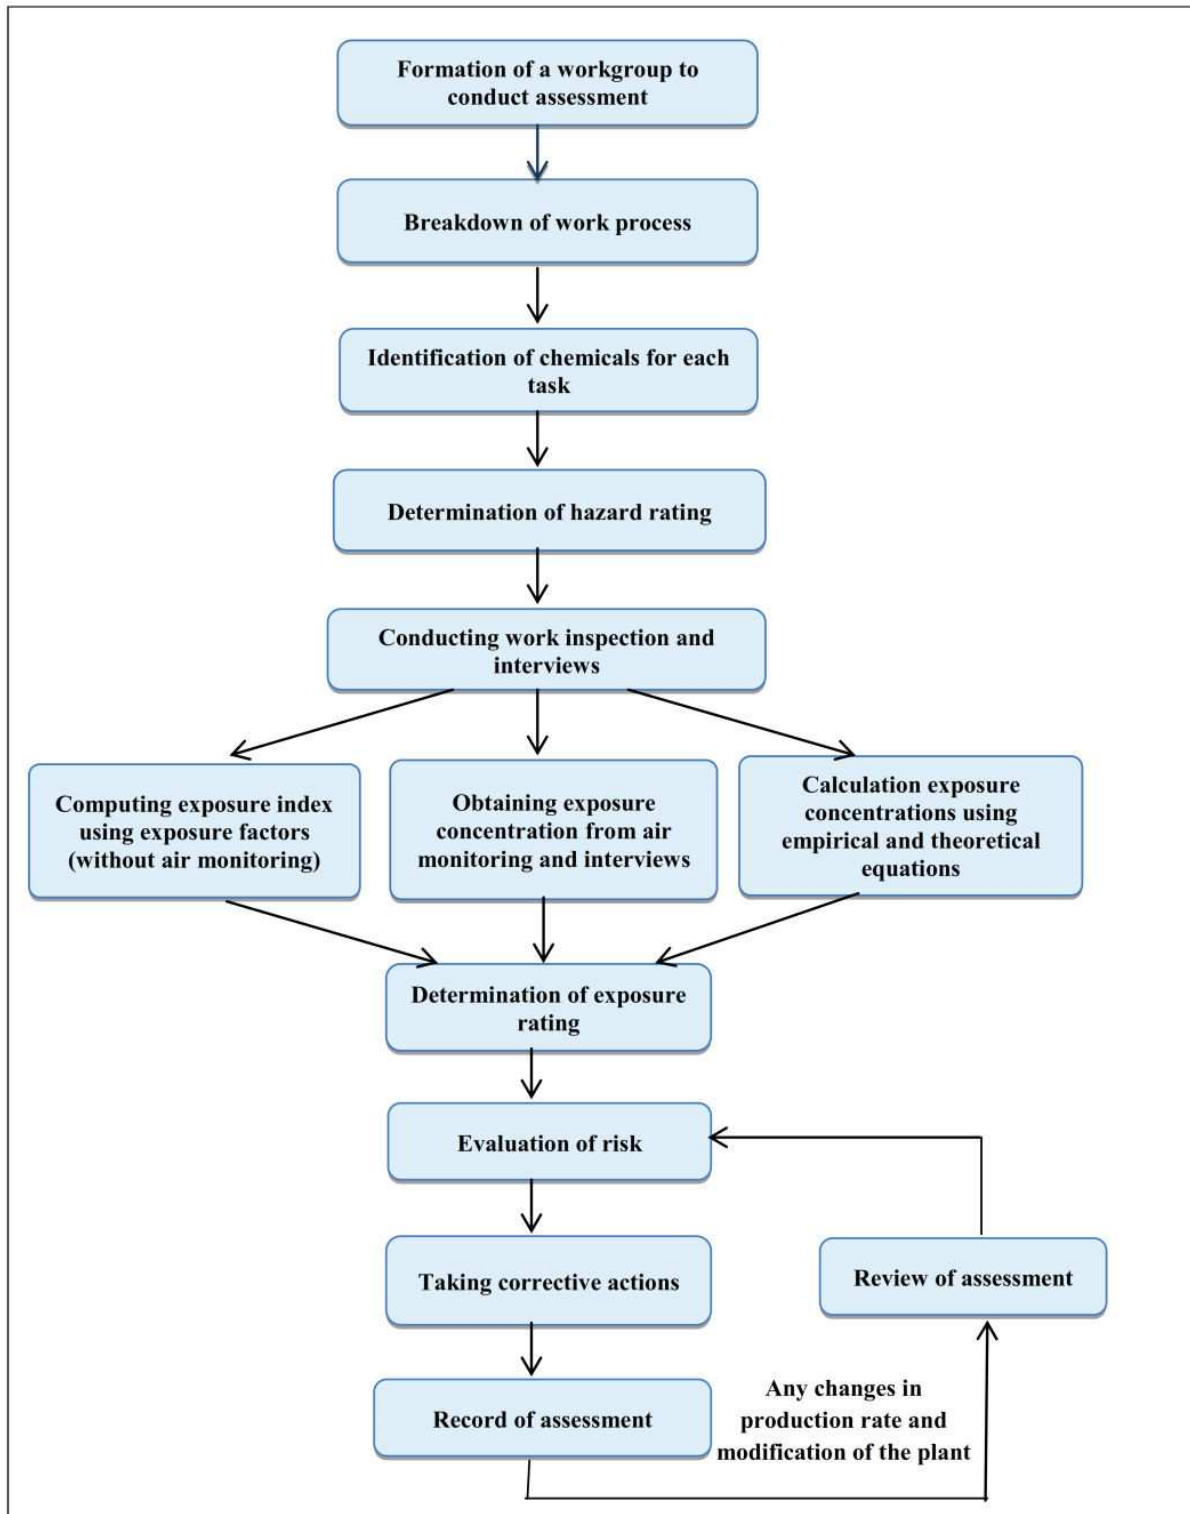 Formation of a workgroup to
conduct assessment
Breakdown of work process
Identification of chemicals for each
task
Determination of hazard rating
Conducting work inspection and
interviews
Computing exposure index
using exposure factors
(without air monitoring)
Obtaining exposure
concentration from air
monitoring and interviews
Calculation exposure
concentrations using
empirical and theoretical
equations
Determination of exposure
rating
Evaluation of risk
Taking corrective actions
Review of assessment
Record of assessment
Any changes in
production rate and
modification of the plant